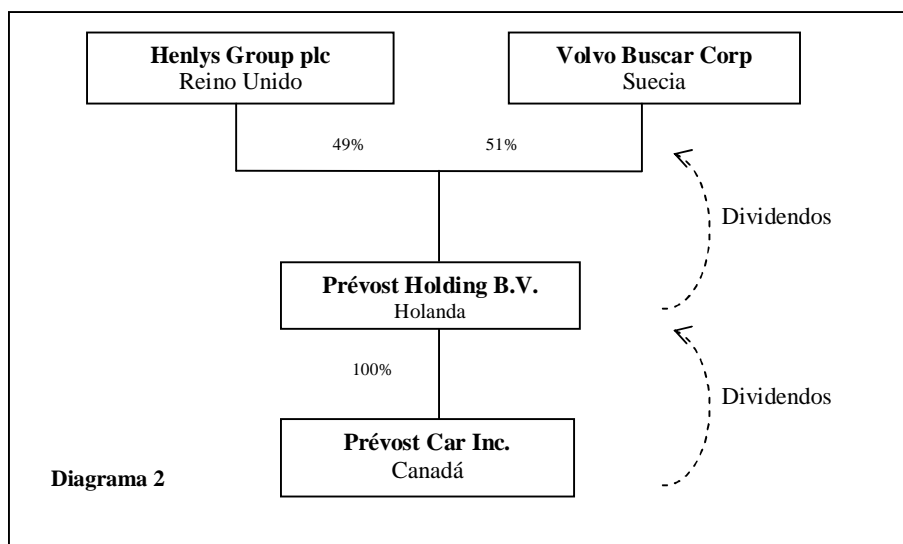 Henlys Group plc
Reino Unido
Volvo Buscar Corp
Suecia
49%
51%
Dividendos
Prévost Holding B.V.
Holanda
100%
Dividendos
Prévost Car Inc.
Canadá
Diagrama 2